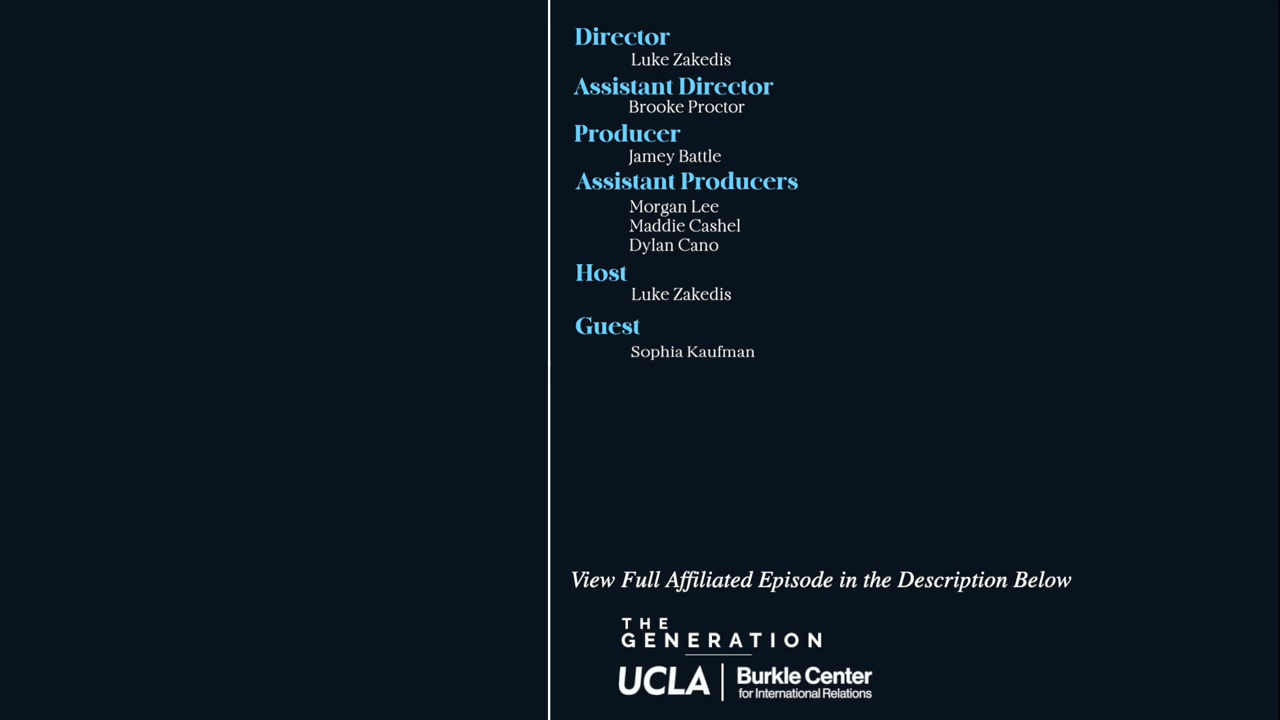 Director
Luke Zakedis
Assistant Director
Brooke Proctor
Producer
Jamey Battle
Assistant Producers
Morgan Lee
Maddie Cashel
Dylan Cano
Host
Luke Zakedis
Guest
Sophia Kaufman
View Full Affiliated Episode in the Description Below
THE
GENERATION
UCLA | Burkle Center
for International Relations